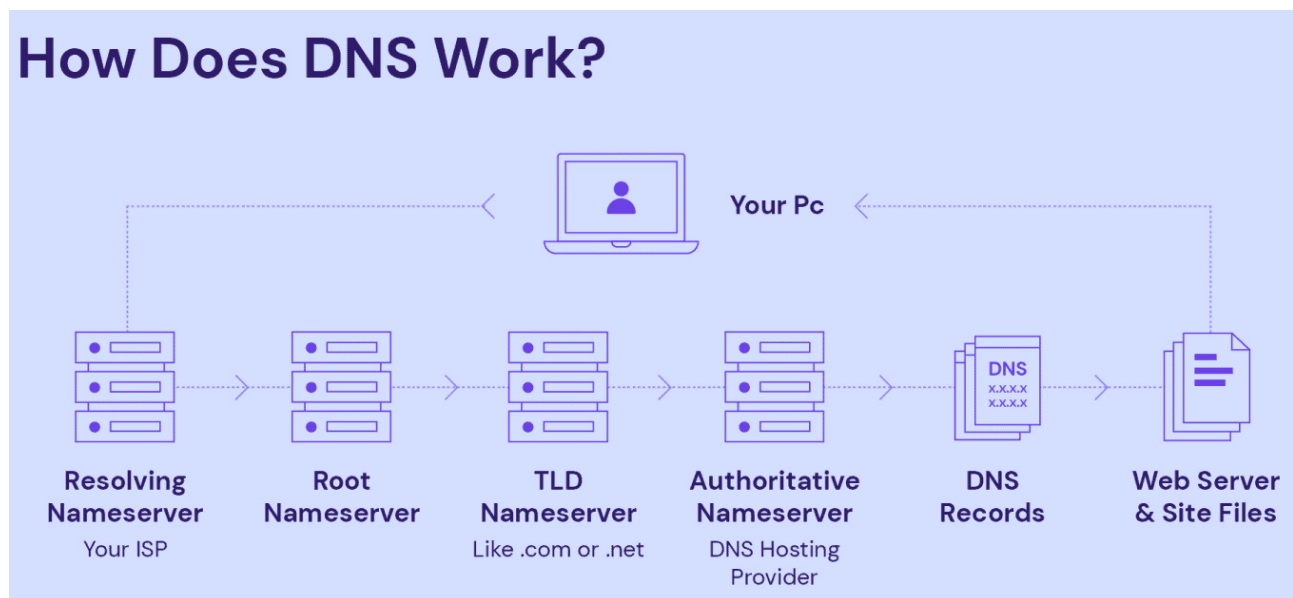 How Does DNS Work?
Your Pc
Resolving
Nameserver
Your ISP
Root
Nameserver
TLD
Nameserver
Like .com or .net
Authoritative
Nameserver
DNS Hosting
Provider
DNS
x.x.x.x
x.x.x.x
DNS
Records
Web Server
& Site Files